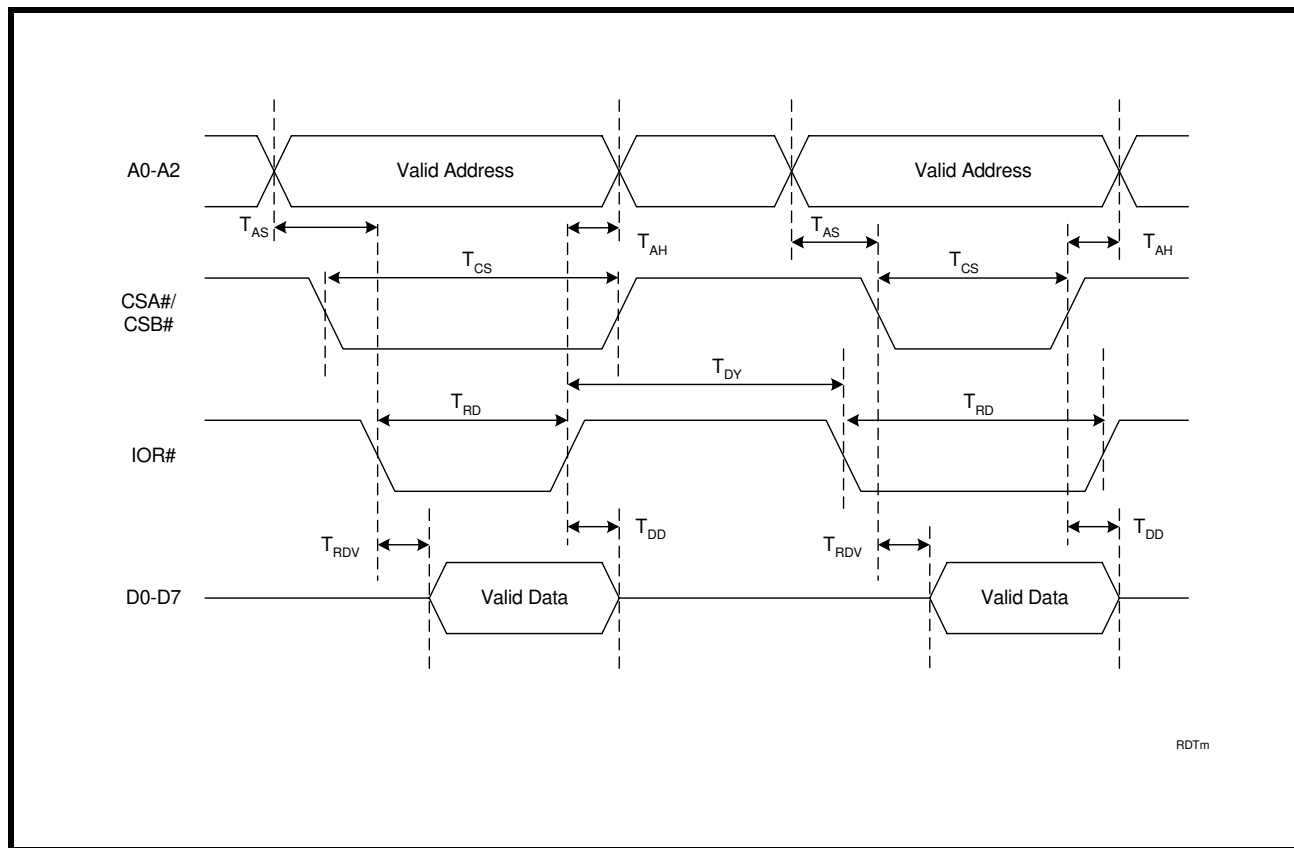 A0-A2
Valid Address
Valid Address
TAS
TAH
TAS
TAH
TCS
TCS
CSA#/
CSB#
TDY
TRD
TRD
IOR#
TRDV
TDD
TRDV
TDD
D0-D7
Valid Data
Valid Data
RDTm